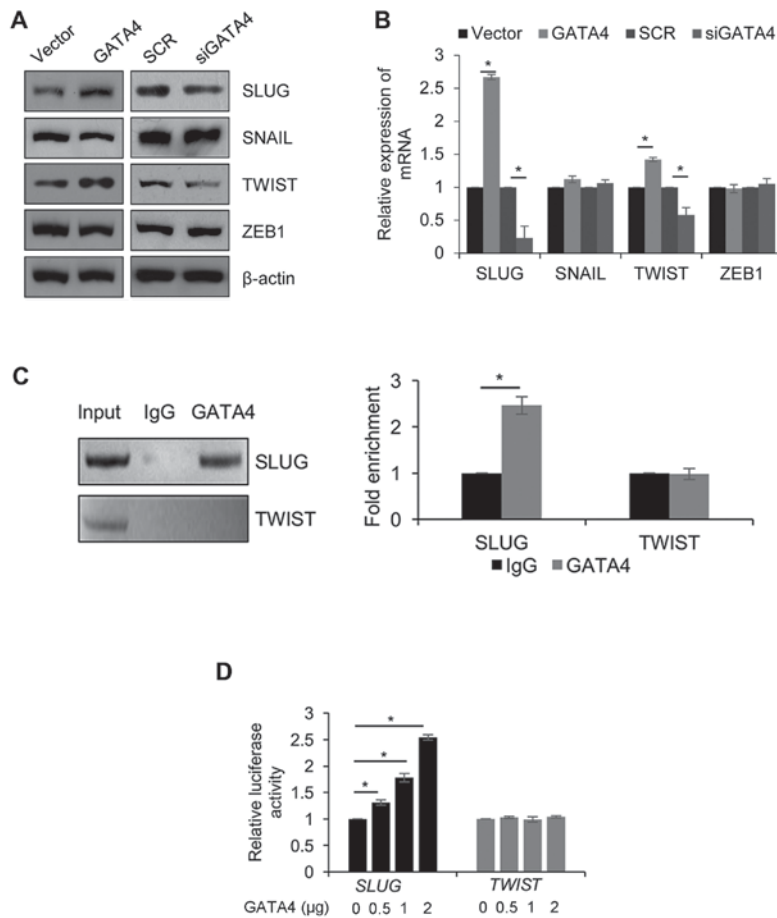 A
Vector GATA4 SCR siGATA4
SLUG
SNAIL
TWIST
ZEB1
β-actin
B
Vector GATA4 SCR siGATA4
Relative expression of
mRNA
3
2.5
2
1.5
1
0.5
0
* * * *
SLUG SNAIL TWIST ZEB1
C
Input IgG GATA4
SLUG
TWIST
Fold enrichment
3
2
1
0
*
SLUG TWIST
IgG GATA4
D
Relative luciferase
activity
3
2.5
2
1.5
1
0.5
0
*
*
*
SLUG TWIST
GATA4 (μg) 0 0.5 1 2 0 0.5 1 2